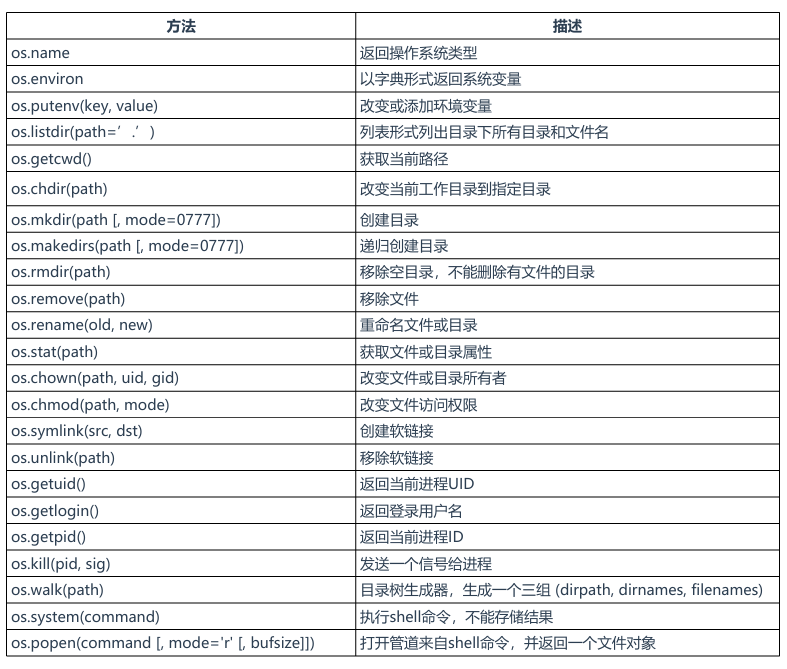 方法 描述
os.name 返回操作系统类型
os.environ 以字典形式返回系统变量
os.putenv(key, value) 改变或添加环境变量
os.listdir(path=’ .’ ) 列表形式列出目录下所有目录和文件名
os.getcwd() 获取当前路径
os.chdir(path) 改变当前工作目录到指定目录
os.mkdir(path [, mode=0777]) 创建目录
os.makedirs(path [, mode=0777]) 递归创建目录
os.rmdir(path) 移除空目录，不能删除有文件的目录
os.remove(path) 移除文件
os.rename(old, new) 重命名文件或目录
os.stat(path) 获取文件或目录属性
os.chown(path, uid, gid) 改变文件或目录所有者
os.chmod(path, mode) 改变文件访问权限
os.symlink(src, dst) 创建软链接
os.unlink(path) 移除软链接
os.getuid() 返回当前进程UID
os.getlogin() 返回登录用户名
os.getpid() 返回当前进程ID
os.kill(pid, sig) 发送一个信号给进程
os.walk(path) 目录树生成器，生成一个三组 (dirpath, dirnames, filenames)
os.system(command) 执行shell命令，不能存储结果
os.popen(command [, mode='r' [, bufsize]]) 打开管道来自shell命令，并返回一个文件对象